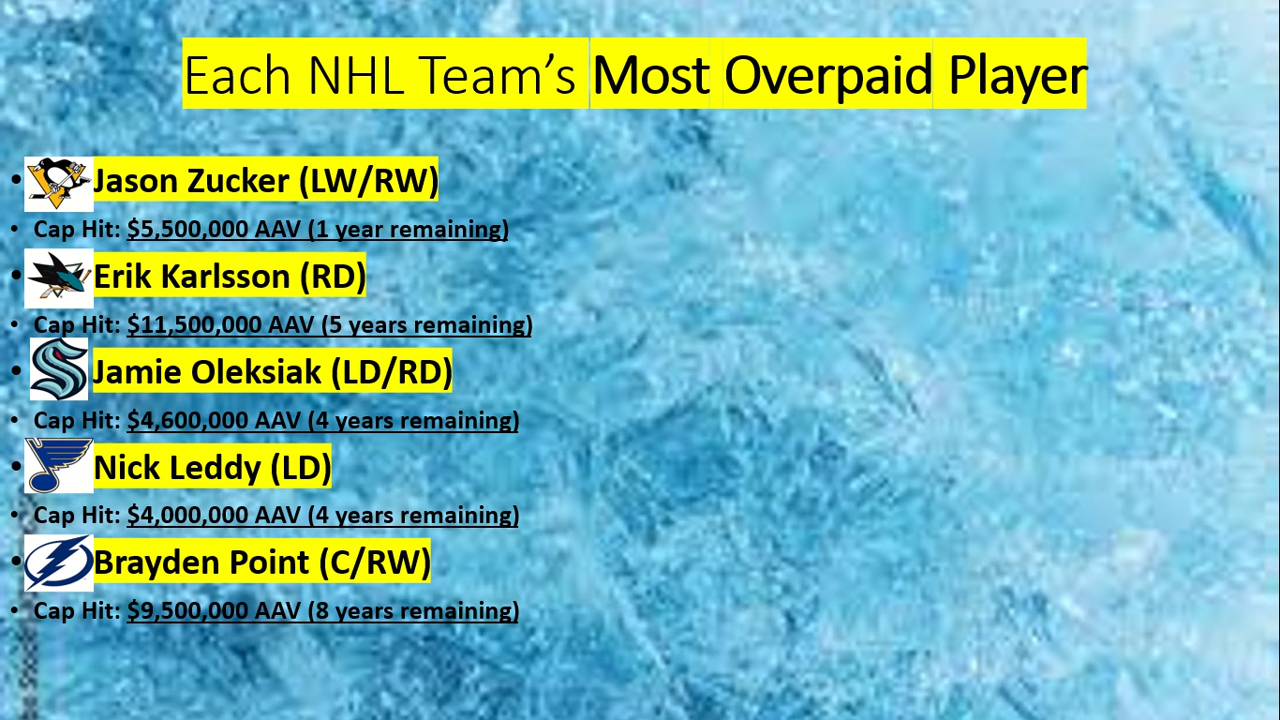 Each NHL Team’s Most Overpaid Player
• Jason Zucker (LW/RW)
• Cap Hit: $5,500,000 AAV (1 year remaining)
• Erik Karlsson (RD)
• Cap Hit: $11,500,000 AAV (5 years remaining)
• Jamie Oleksiak (LD/RD)
• Cap Hit: $4,600,000 AAV (4 years remaining)
• Nick Leddy (LD)
• Cap Hit: $4,000,000 AAV (4 years remaining)
• Brayden Point (C/RW)
• Cap Hit: $9,500,000 AAV (8 years remaining)